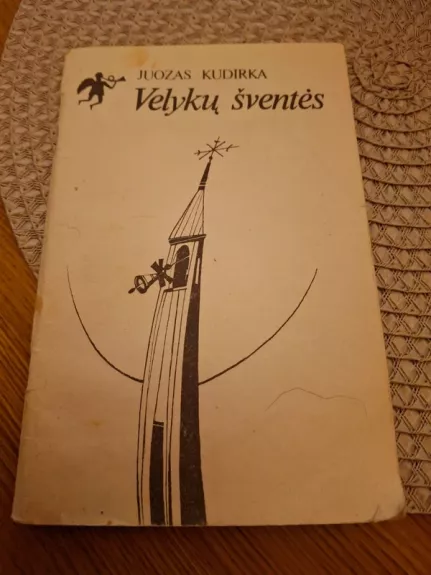 JUOZAS KUDIRKA
Velykų šventės